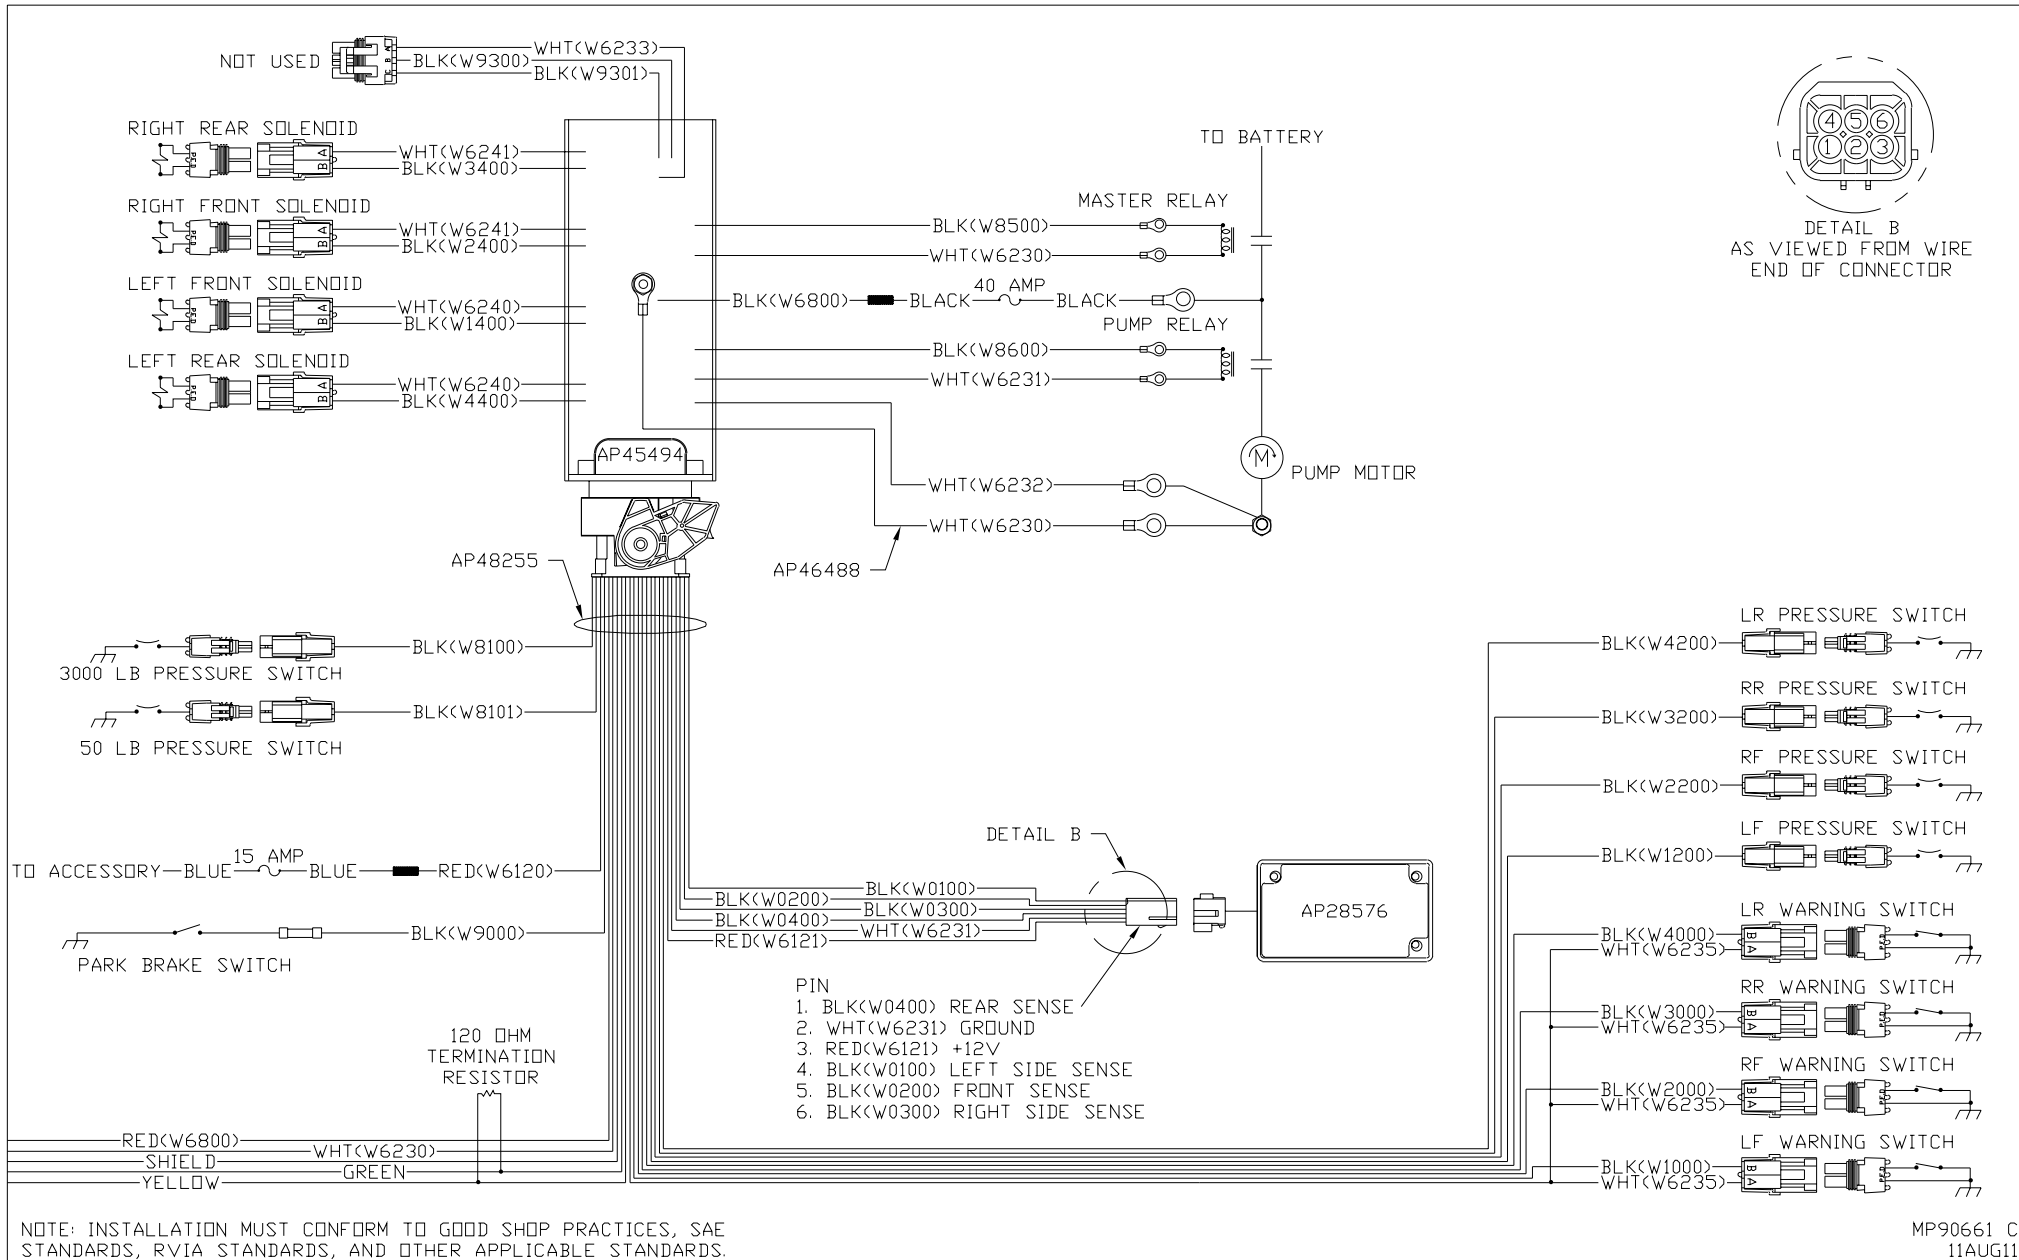 NOT USED
WHT(W6233)
BLK(W9300)
BLK(W9301)
A
B
C
RIGHT REAR SOLENOID
WHT(W6241)
BLK(W3400)
A
B
RIGHT FRONT SOLENOID
WHT(W6241)
BLK(W2400)
A
B
LEFT FRONT SOLENOID
WHT(W6240)
BLK(W1400)
A
B
LEFT REAR SOLENOID
WHT(W6240)
BLK(W4400)
A
B
TO BATTERY
MASTER RELAY
BLK(W8500)
WHT(W6230)
BLK(W6800)
BLACK
40 AMP
BLACK
PUMP RELAY
BLK(W8600)
WHT(W6231)
M
PUMP MOTOR
WHT(W6232)
WHT(W6230)
AP46488
AP45494
AP48255
4 5 6
1 2 3
DETAIL B
AS VIEWED FROM WIRE
END OF CONNECTOR
BLK(W8100)
3000 LB PRESSURE SWITCH
BLK(W8101)
50 LB PRESSURE SWITCH
TO ACCESSORY
BLUE
15 AMP
BLUE
RED(W6120)
BLK(W9000)
PARK BRAKE SWITCH
DETAIL B
BLK(W0100)
BLK(W0200)
BLK(W0300)
BLK(W0400)
WHT(W6231)
RED(W6121)
AP28576
PIN
1. BLK(W0400) REAR SENSE
2. WHT(W6231) GROUND
3. RED(W6121) +12V
4. BLK(W0100) LEFT SIDE SENSE
5. BLK(W0200) FRONT SENSE
6. BLK(W0300) RIGHT SIDE SENSE
LR PRESSURE SWITCH
BLK(W4200)
RR PRESSURE SWITCH
BLK(W3200)
RF PRESSURE SWITCH
BLK(W2200)
LF PRESSURE SWITCH
BLK(W1200)
LR WARNING SWITCH
BLK(W4000)
WHT(W6235)
B
A
RR WARNING SWITCH
BLK(W3000)
WHT(W6235)
B
A
RF WARNING SWITCH
BLK(W2000)
WHT(W6235)
B
A
LF WARNING SWITCH
BLK(W1000)
WHT(W6235)
B
A
120 OHM
TERMINATION
RESISTOR
RED(W6800)
WHT(W6230)
SHIELD
GREEN
YELLOW
NOTE: INSTALLATION MUST CONFORM TO GOOD SHOP PRACTICES, SAE
STANDARDS, RVIA STANDARDS, AND OTHER APPLICABLE STANDARDS.
MP90661 C
11AUG11